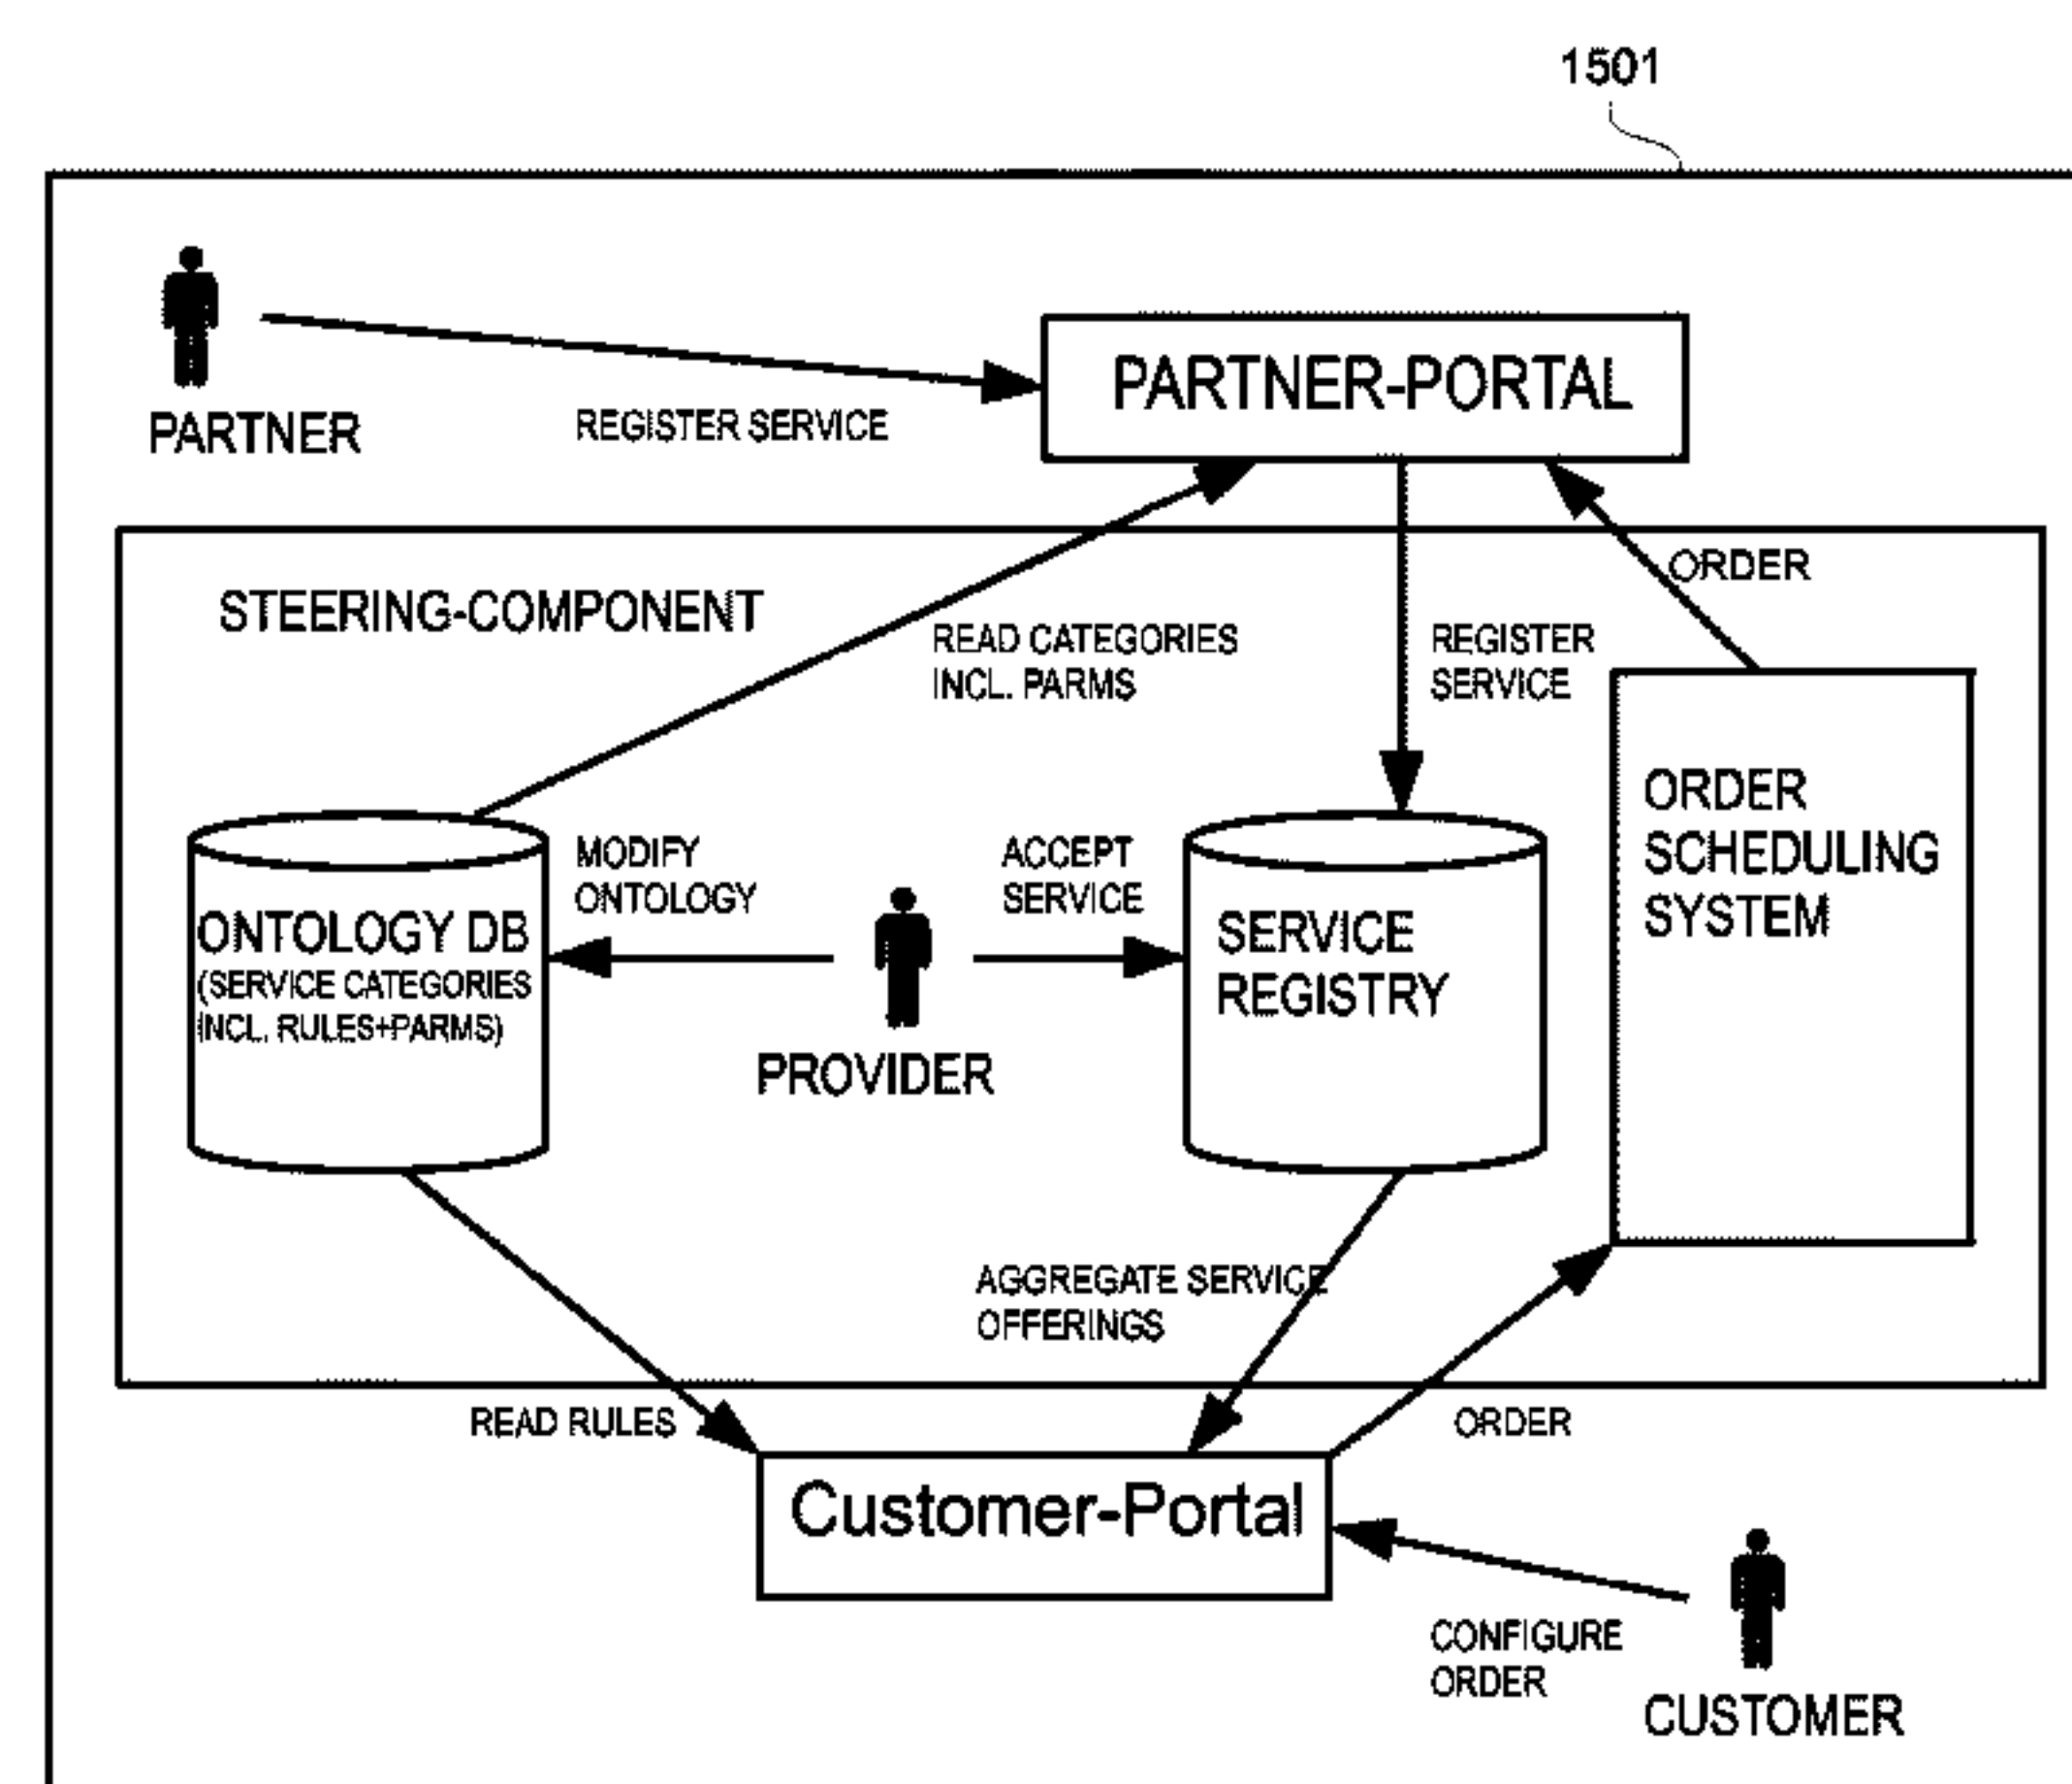 1501
PARTNER
REGISTER SERVICE
PARTNER-PORTAL
STEERING-COMPONENT
READ CATEGORIES
INCL. PARMS
REGISTER
SERVICE
ORDER
ORDER
SCHEDULING
SYSTEM
ONTOLOGY DB
(SERVICE CATEGORIES
INCL. RULES+PARMS)
MODIFY
ONTOLOGY
PROVIDER
ACCEPT
SERVICE
SERVICE
REGISTRY
AGGREGATE SERVICE
OFFERINGS
READ RULES
ORDER
Customer-Portal
CONFIGURE
ORDER
CUSTOMER